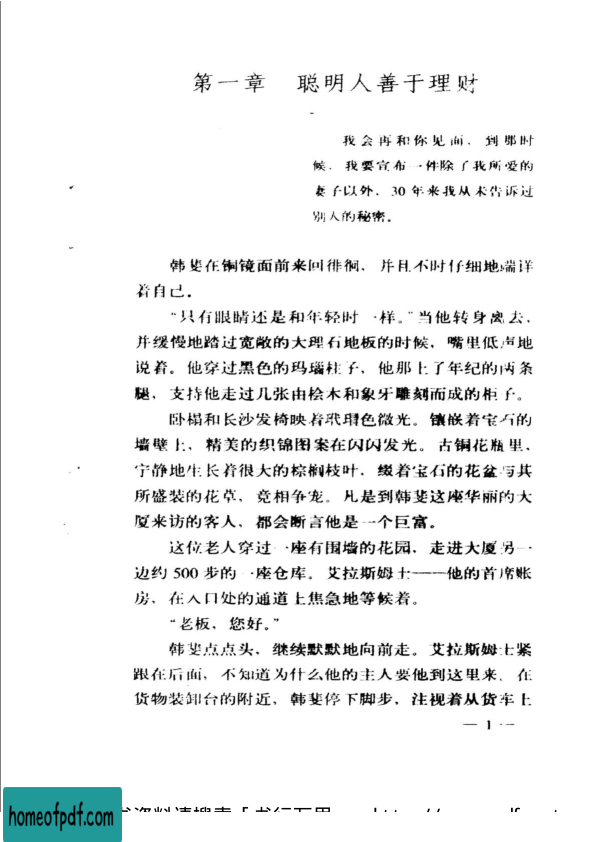 第一章 聪明人善于理财
我会再和你见面，到那时
候，我要宣布一件除了我所爱的
妻子以外，30年来我从未告诉过
别人的秘密。
韩斐在铜镜面前来回徘徊，并且不时仔细地端详
着自己。
“只有眼睛还是和年轻时一样。”当他转身离去，
并缓慢地踏过宽敞的大理石地板的时候，嘴里低声地
说着。他穿过黑色的玛瑙柱子，他那上了年纪的两条
腿，支持他走过几张由桧木和象牙雕刻而成的柜子。
卧榻和长沙发椅映着玳瑁色微光。镶嵌着宝石的
墙壁上，精美的织锦图案在闪闪发光。古铜花瓶里，
宁静地生长着很大的棕榈枝叶，缀着宝石的花盆与其
所盛装的花草，竞相争宠。凡是到韩斐这座华丽的大
厦来访的客人，都会断言他是一个巨富。
这位老人穿过一座有围墙的花园，走进大厦另一
边约500步的一座仓库。艾拉斯姆士——他的首席账
房，在入口处的通道上焦急地等候着。
“老板，您好。”
韩斐点点头，继续默默地向前走。艾拉斯姆士紧
跟在后面，不知道为什么他的主人要他到这里来。在
货物装卸台的附近，韩斐停下脚步，注视着从货车上
— 1 —
homeofpdf.com